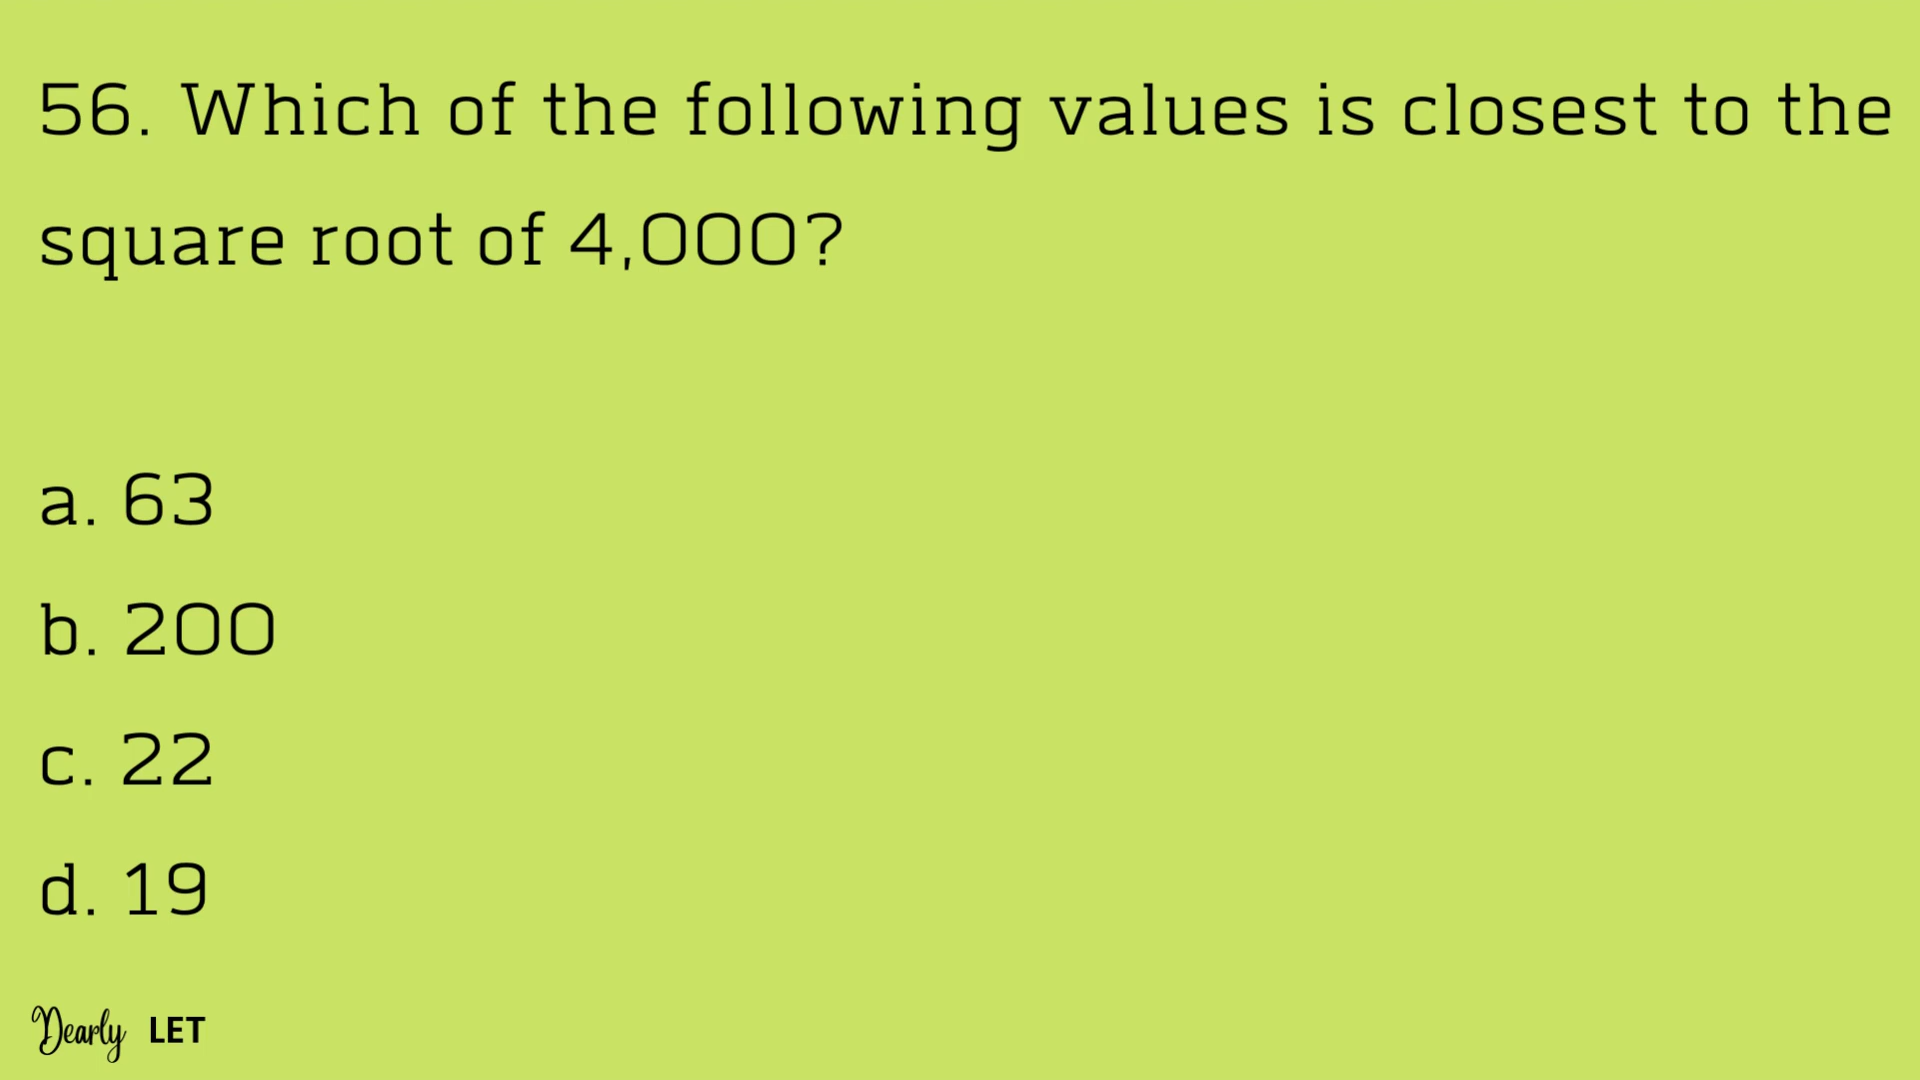 56. Which of the following values is closest to the
square root of 4,000?
a. 63
b. 200
c. 22
d. 19
Dearly LET